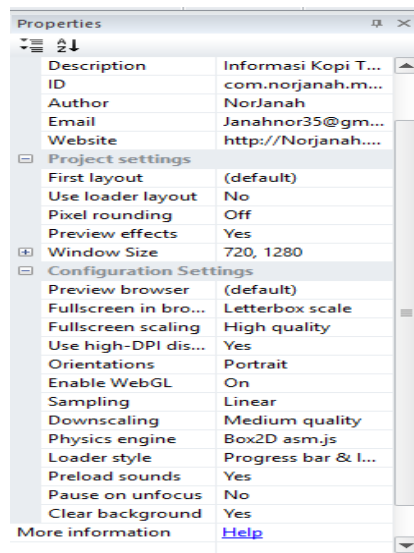 Properties
Description Informasi Kopi T...
ID com.norjanah.m...
Author NorJanah
Email Janahnor35@gm...
Website http://Norjanah....
Project settings
First layout (default)
Use loader layout No
Pixel rounding Off
Preview effects Yes
Window Size 720, 1280
Configuration Settings
Preview browser (default)
Fullscreen in bro... Letterbox scale
Fullscreen scaling High quality
Use high-DPI dis... Yes
Orientations Portrait
Enable WebGL On
Sampling Linear
Downscaling Medium quality
Physics engine Box2D asm.js
Loader style Progress bar & l...
Preload sounds Yes
Pause on unfocus No
Clear background Yes
More information Help